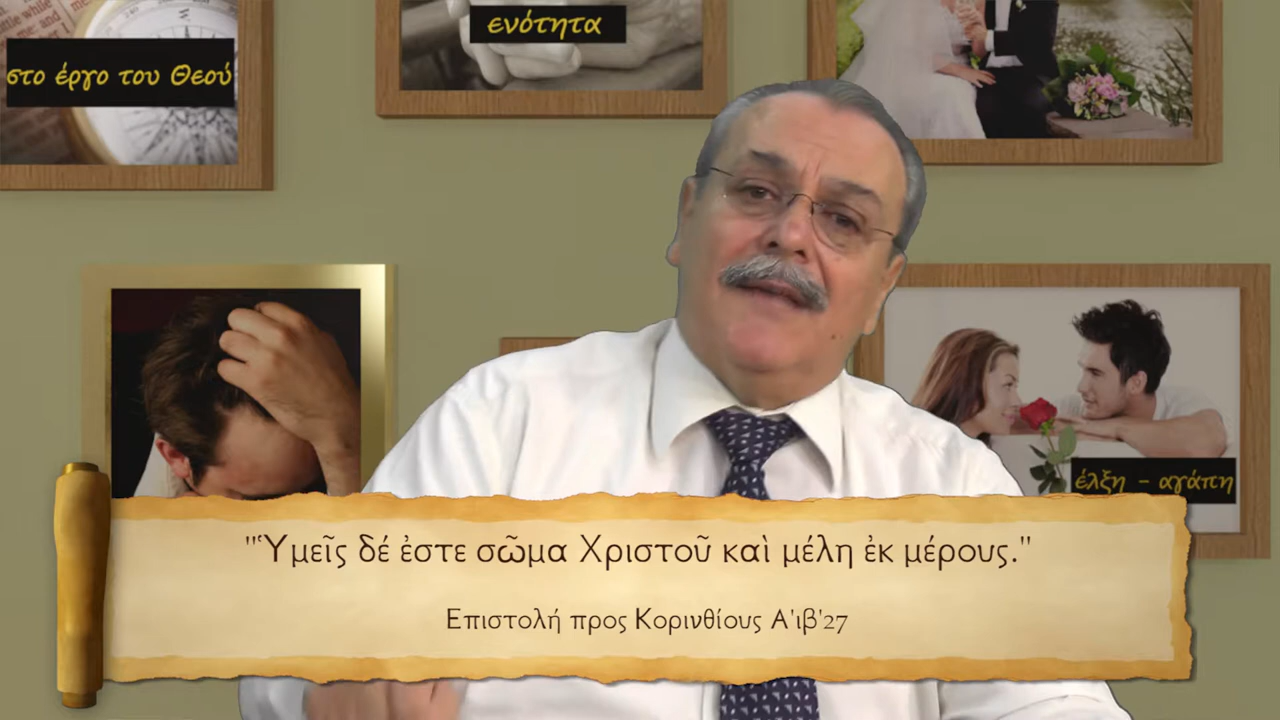 στο έργο του Θεού
ενότητα
έλξη - αγάπη
"Ὑμεῖς δέ ἐστε σῶμα Χριστοῦ καὶ μέλη ἐκ μέρους."
Επιστολή προς Κορινθίους Α'ιβ'27